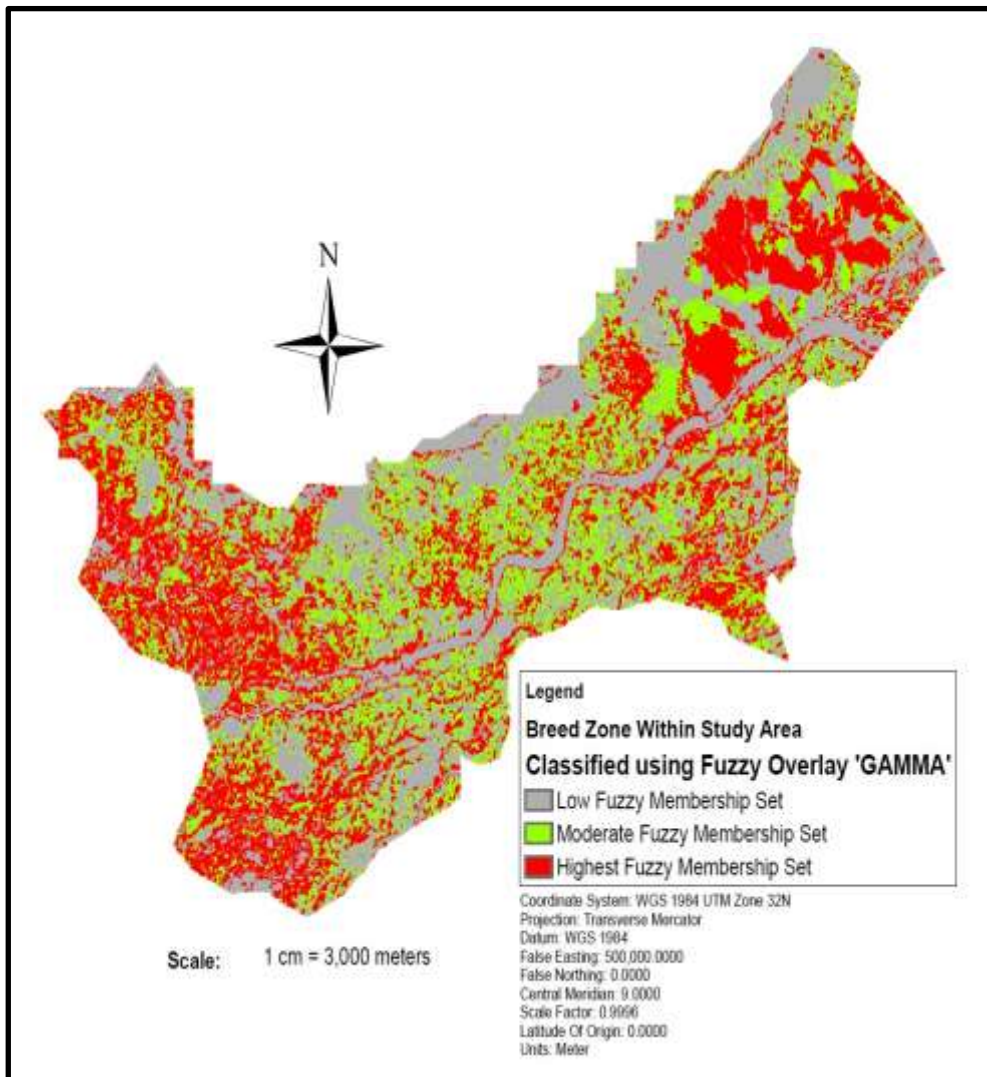 N
Legend
Breed Zone Within Study Area
Classified using Fuzzy Overlay 'GAMMA'
Low Fuzzy Membership Set
Moderate Fuzzy Membership Set
Highest Fuzzy Membership Set
Coordinate System: WGS 1984 UTM Zone 32N
Projection: Transverse Mercator
Datum: WGS 1984
False Easting: 500,000.0000
False Northing: 0.0000
Central Meridian: 9.0000
Scale Factor: 0.9996
Latitude Of Origin: 0.0000
Units: Meter
Scale: 1 cm = 3,000 meters